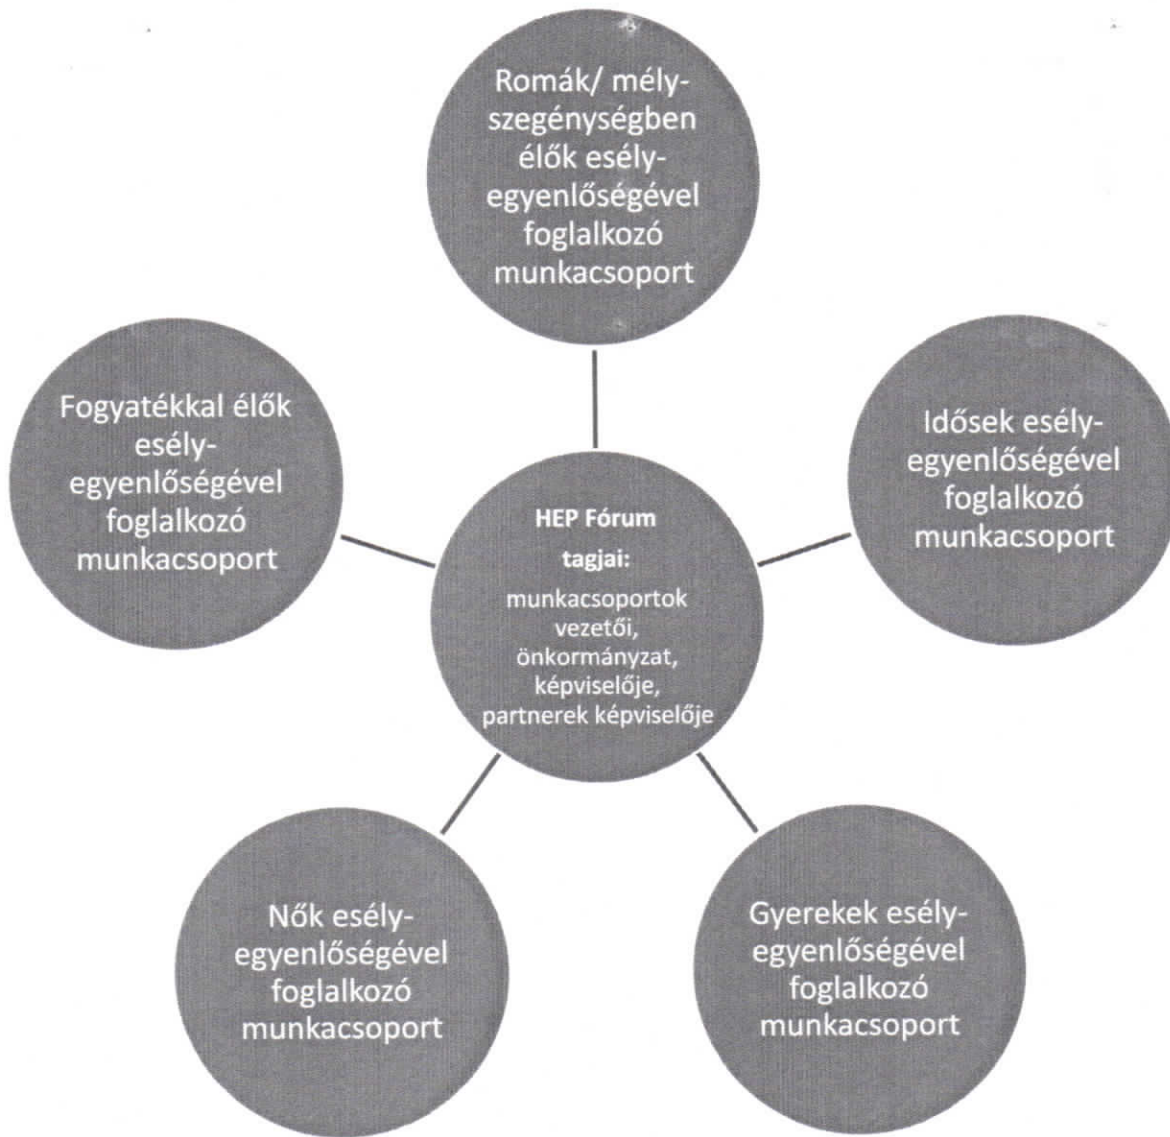 Romák/ mély-
szegénységben
élők esély-
egyenlőségével
foglalkozó
munkacsoport
Fogyatékkal élők
esély-
egyenlőségével
foglalkozó
munkacsoport
Idősek esély-
egyenlőségével
foglalkozó
munkacsoport
HEP Fórum
tagjai:
munkacsoportok
vezetői,
önkormányzat,
képviselője,
partnerek képviselője
Nők esély-
egyenlőségével
foglalkozó
munkacsoport
Gyerekek esély-
egyenlőségével
foglalkozó
munkacsoport